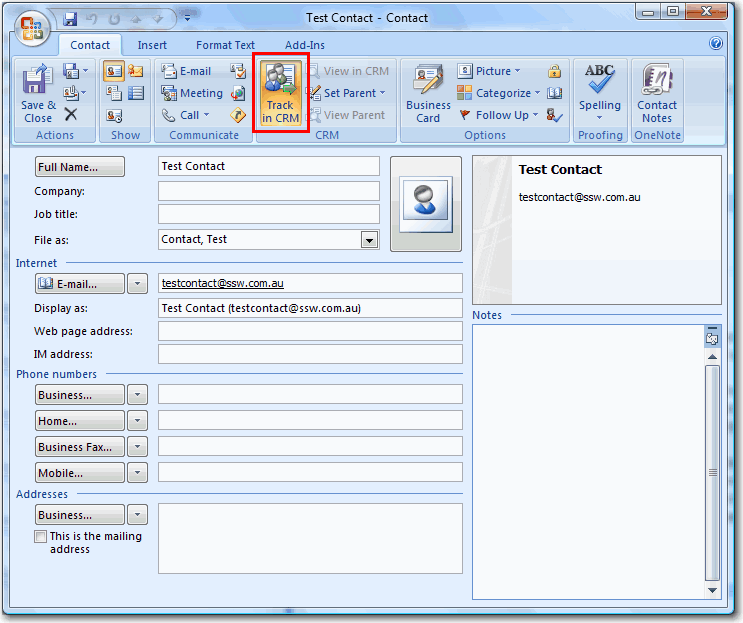 Test Contact - Contact
Contact Insert Format Text Add-Ins
Save & Close
E-mail
Meeting
Call
Track in CRM
View in CRM
Set Parent
View Parent
Business Card
Picture
Categorize
Follow Up
ABC
Spelling
Contact Notes
Actions Show Communicate CRM Options Proofing OneNote
Full Name... Test Contact
Company:
Job title:
File as: Contact, Test
Internet
E-mail... testcontact@ssw.com.au
Display as: Test Contact (testcontact@ssw.com.au)
Web page address:
IM address:
Phone numbers
Business...
Home...
Business Fax...
Mobile...
Addresses
Business...
This is the mailing
address
Test Contact
testcontact@ssw.com.au
Notes